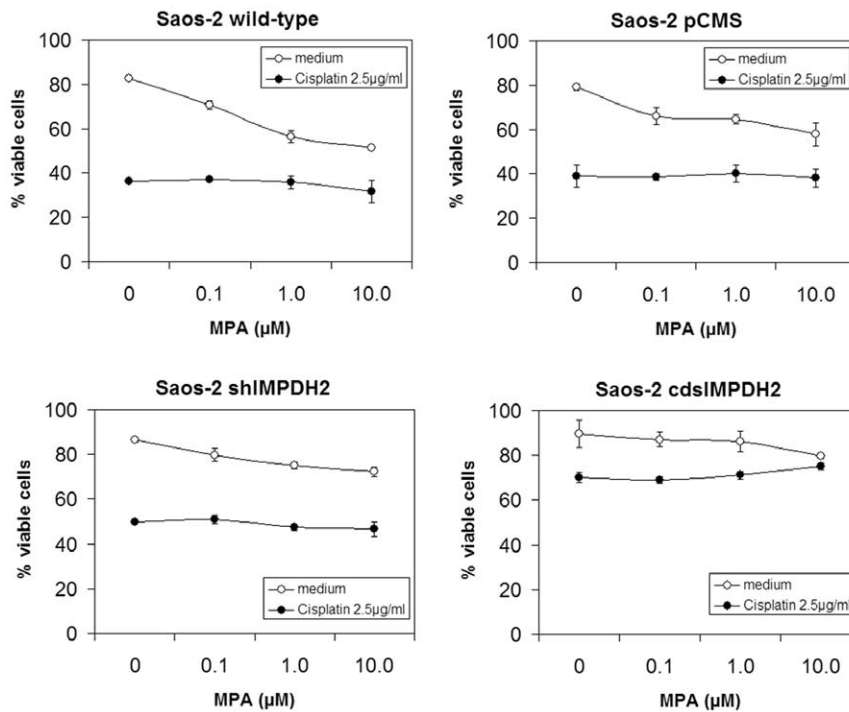 Saos-2 wild-type
% viable cells
100
80
60
40
20
0
medium
Cisplatin 2.5µg/ml
0 0.1 1.0 10.0
MPA (µM)
Saos-2 pCMS
% viable cells
100
80
60
40
20
0
medium
Cisplatin 2.5µg/ml
0 0.1 1.0 10.0
MPA (µM)
Saos-2 shIMPDH2
% viable cells
100
80
60
40
20
0
medium
Cisplatin 2.5µg/ml
0 0.1 1.0 10.0
MPA (µM)
Saos-2 cdsIMPDH2
% viable cells
100
80
60
40
20
0
medium
Cisplatin 2.5µg/ml
0 0.1 1.0 10.0
MPA (µM)